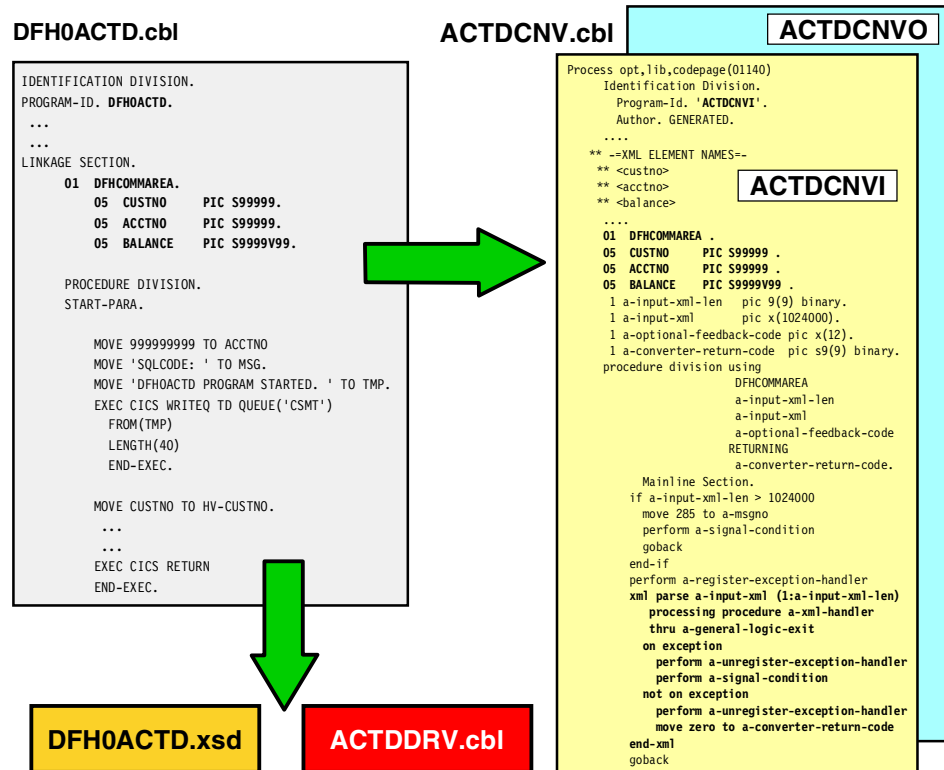 DFH0ACTD.cbl
IDENTIFICATION DIVISION.
PROGRAM-ID. DFHOACTD.
...
...
LINKAGE SECTION.
01 DFHCOMMAREA.
05 CUSTNO PIC S99999.
05 ACCTNO PIC S99999.
05 BALANCE PIC S9999V99.
PROCEDURE DIVISION.
START-PARA.
MOVE 999999999 TO ACCTNO
MOVE 'SQLCODE: ' TO MSG.
MOVE 'DFHOACTD PROGRAM STARTED. ' TO TMP.
EXEC CICS WRITEQ TD QUEUE('CSMT')
FROM(TMP)
LENGTH(40)
END-EXEC.
MOVE CUSTNO TO HV-CUSTNO.
...
...
EXEC CICS RETURN
END-EXEC.
ACTDCNV.cbl
ACTDCNVO
Process opt,lib,codepage(01140)
Identification Division.
Program-Id. 'ACTDCNVI'.
Author. GENERATED.
....
** -=XML ELEMENT NAMES=-
** <custno>
** <acctno>
** <balance>
ACTDCNVI
....
01 DFHCOMMAREA .
05 CUSTNO PIC S99999 .
05 ACCTNO PIC S99999 .
05 BALANCE PIC S9999V99 .
1 a-input-xml-len pic 9(9) binary.
1 a-input-xml pic x(1024000).
1 a-optional-feedback-code pic x(12).
1 a-converter-return-code pic s9(9) binary.
procedure division using
DFHCOMMAREA
a-input-xml-len
a-input-xml
a-optional-feedback-code
RETURNING
a-converter-return-code.
Mainline Section.
if a-input-xml-len > 1024000
move 285 to a-msgno
perform a-signal-condition
goback
end-if
perform a-register-exception-handler
xml parse a-input-xml (1:a-input-xml-len)
processing procedure a-xml-handler
thru a-general-logic-exit
on exception
perform a-unregister-exception-handler
perform a-signal-condition
not on exception
perform a-unregister-exception-handler
move zero to a-converter-return-code
end-xml
goback
DFH0ACTD.xsd
ACTDDRV.cbl